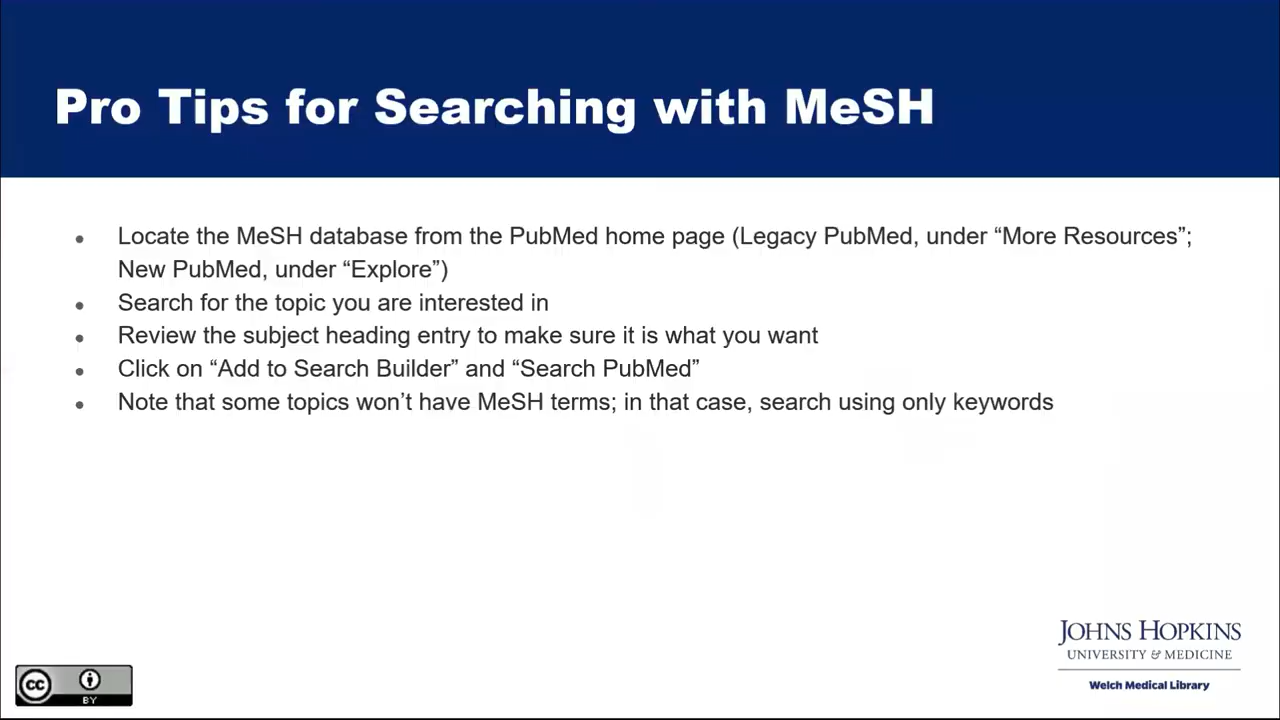 Pro Tips for Searching with MeSH
• Locate the MeSH database from the PubMed home page (Legacy PubMed, under “More Resources”;
New PubMed, under “Explore”)
• Search for the topic you are interested in
• Review the subject heading entry to make sure it is what you want
• Click on “Add to Search Builder” and “Search PubMed”
• Note that some topics won’t have MeSH terms; in that case, search using only keywords
JOHNS HOPKINS
UNIVERSITY & MEDICINE
Welch Medical Library
cc
BY